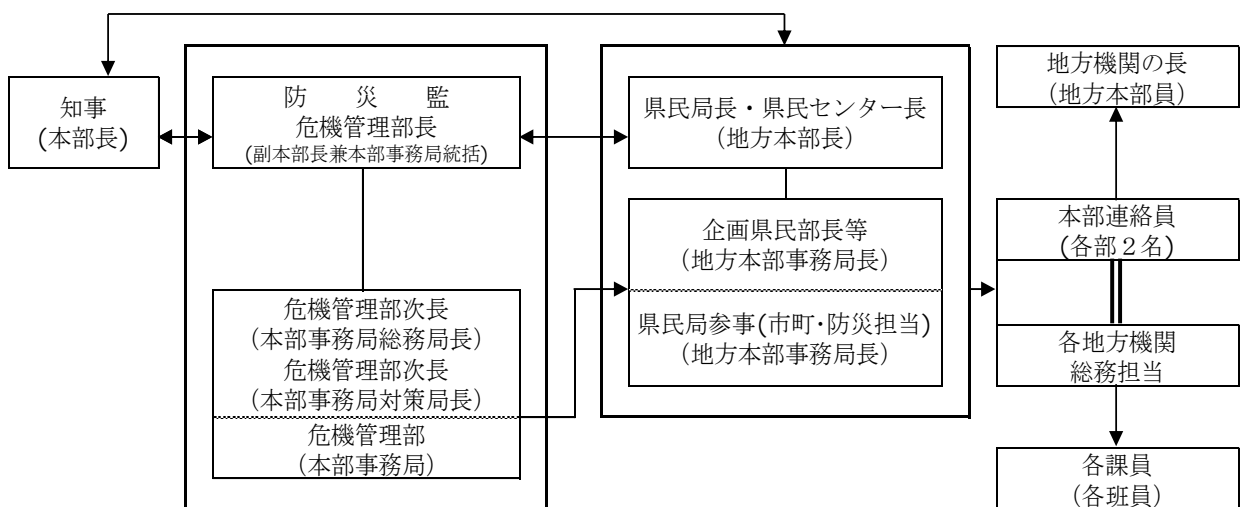 知事
(本部長)
防 災 監
危機管理部長
(副本部長兼本部事務局統括)
危機管理部次長
(本部事務局総務局長)
危機管理部次長
(本部事務局対策局長)
危機管理部
(本部事務局)
県民局長・県民センター長
(地方本部長)
企画県民部長等
(地方本部事務局長)
県民局参事(市町・防災担当)
(地方本部事務局長)
地方機関の長
(地方本部員)
本部連絡員
(各部２名)
各地方機関
総務担当
各課員
(各班員)